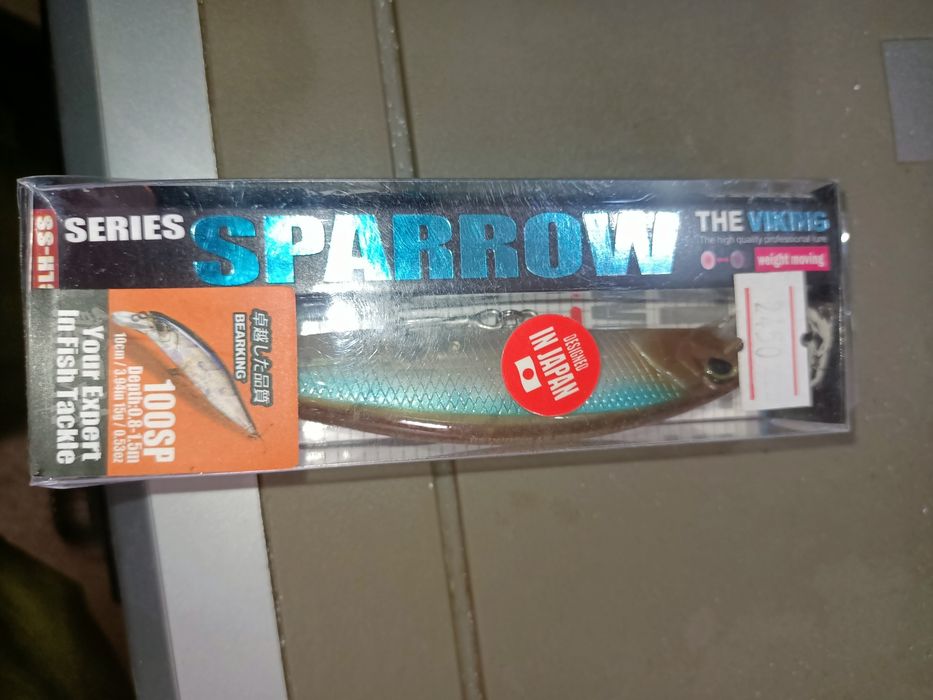 SERIES
SPARROW
THE VIKING
The high quality professional lure
weight moving
Your Expert
in Fish Tackle
卓越した品質
BEARKING
100SP
Depth-0.8-1.5m
10cm / 3.94in 15g / 0.53oz
DESIGNED
IN JAPAN